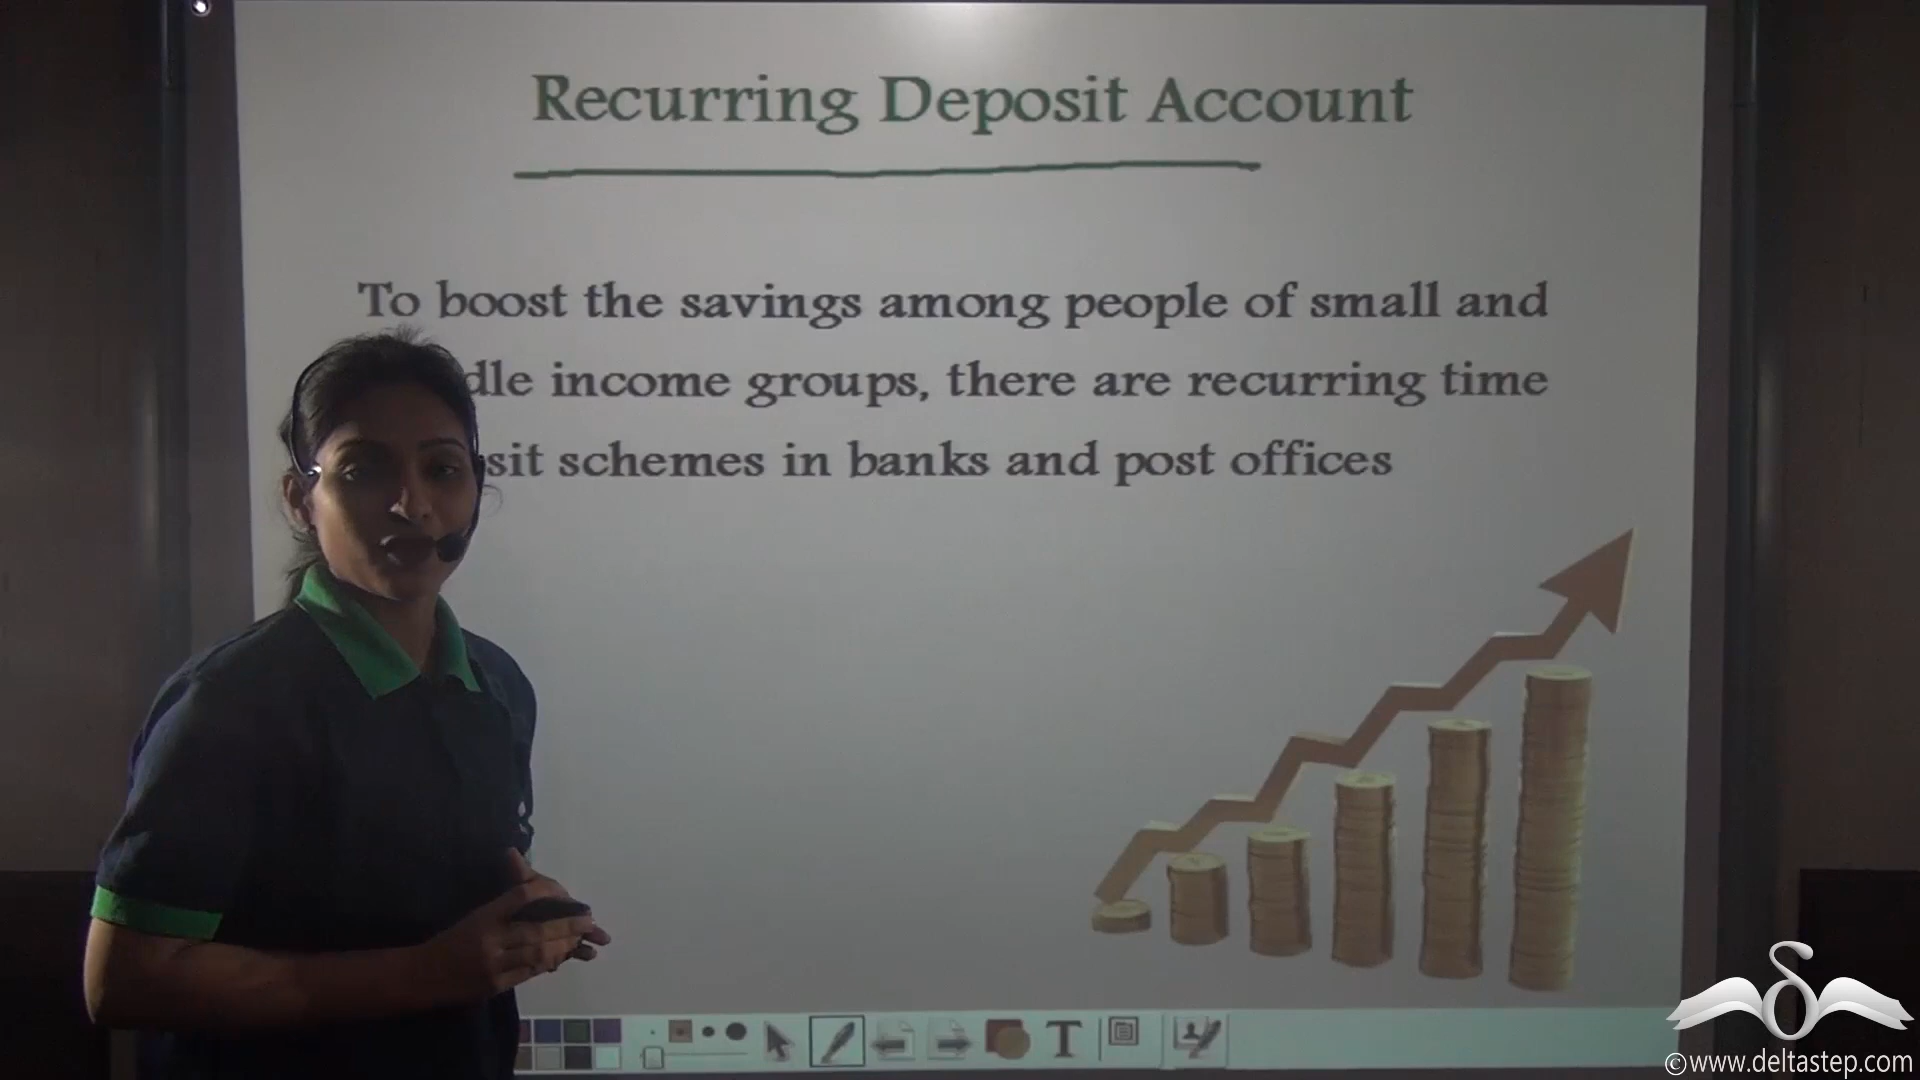 Recurring Deposit Account
To boost the savings among people of small and
dle income groups, there are recurring time
sit schemes in banks and post offices
T
©www.deltastep.com